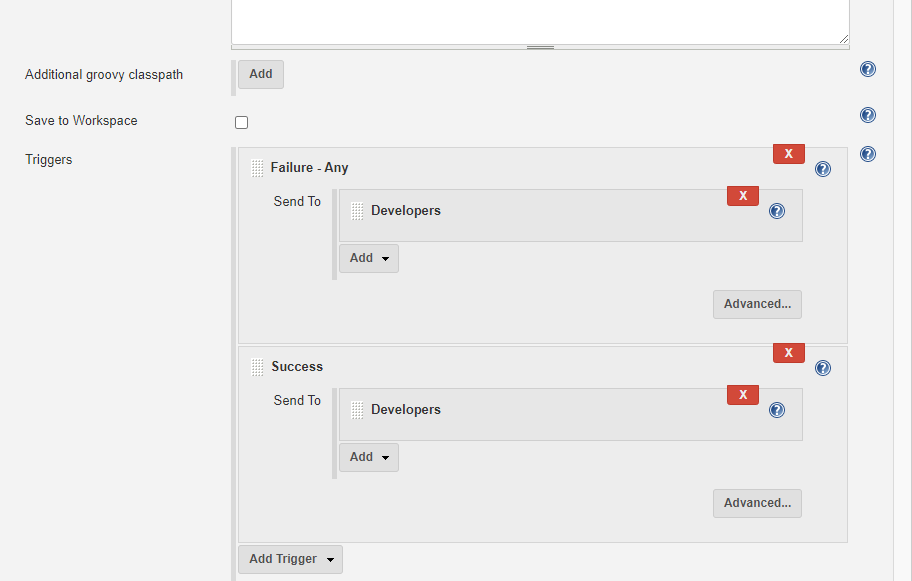 Additional groovy classpath
Add
?
Save to Workspace
?
Triggers
X
?
Failure - Any
?
Send To
X
Developers
?
Add
Advanced...
X
Success
?
Send To
X
Developers
?
Add
Advanced...
Add Trigger